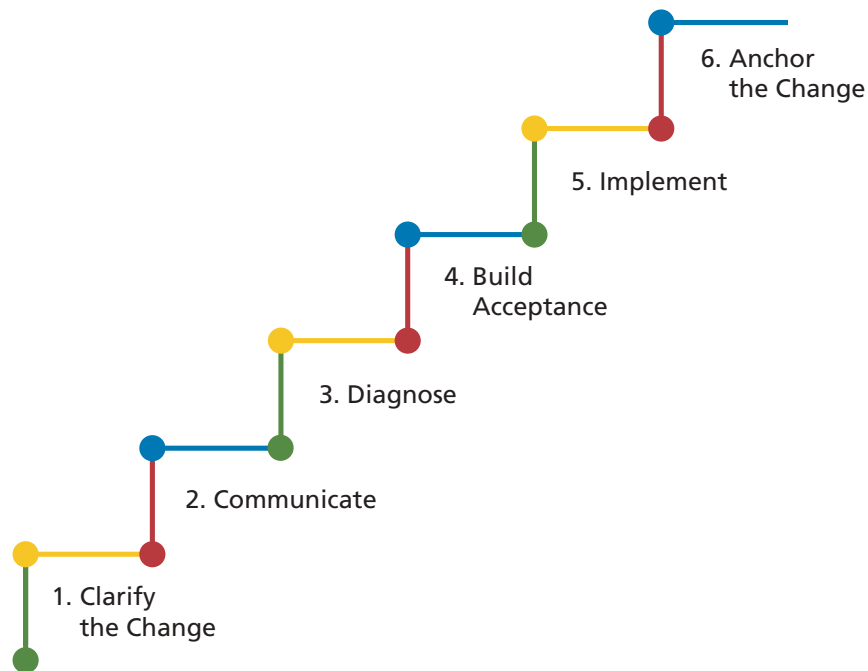 6. Anchor
the Change
5. Implement
4. Build
Acceptance
3. Diagnose
2. Communicate
1. Clarify
the Change